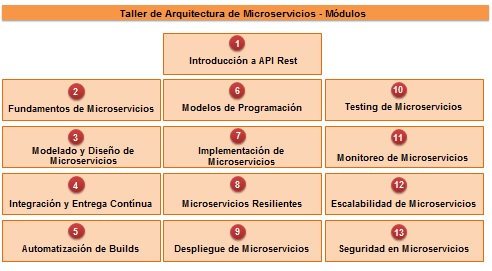 Taller de Arquitectura de Microservicios - Módulos
1
Introducción a API Rest
2
Fundamentos de Microservicios
3
Modelado y Diseño de
Microservicios
4
Integración y Entrega Contínua
5
Automatización de Builds
6
Modelos de Programación
7
Implementación de
Microservicios
8
Microservicios Resilientes
9
Despliegue de Microservicios
10
Testing de Microservicios
11
Monitoreo de Microservicios
12
Escalabilidad de Microservicios
13
Seguridad en Microservicios